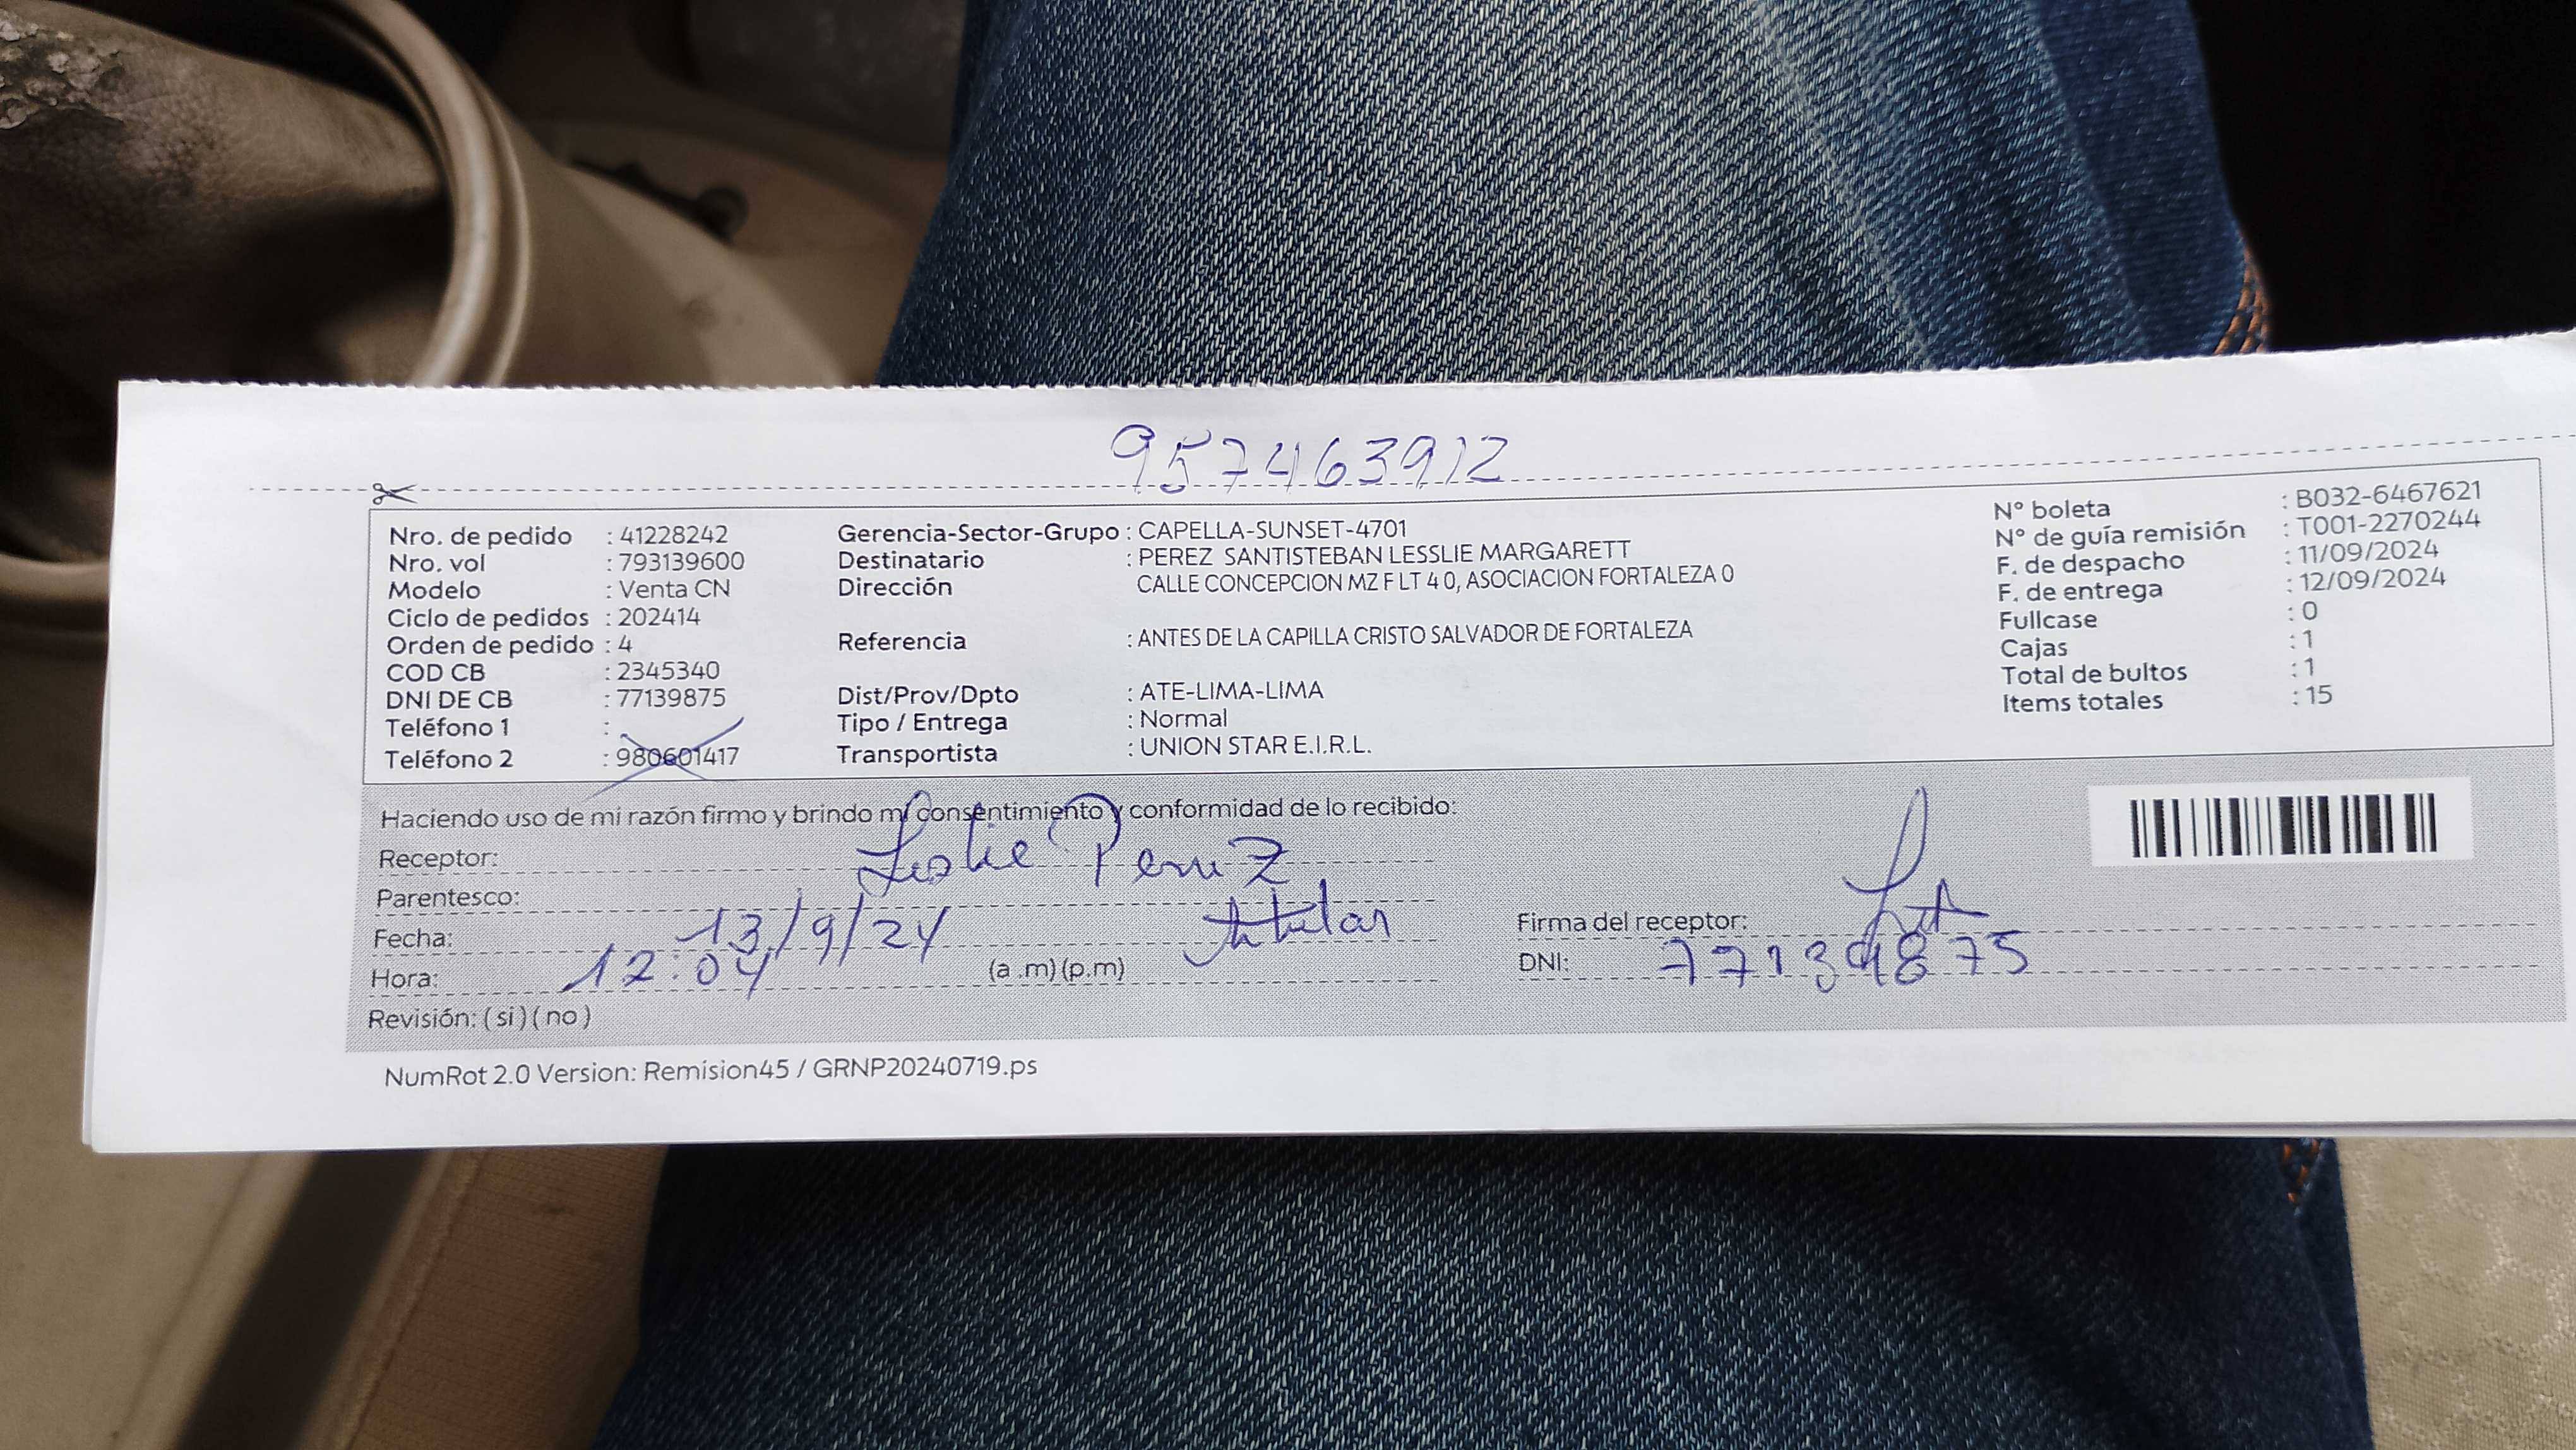 957463912
Nro. de pedido : 41228242
Nro. vol : 793139600
Modelo : Venta CN
Ciclo de pedidos : 202414
Orden de pedido : 4
COD CB : 2345340
DNI DE CB : 77139875
Teléfono 1 :
Teléfono 2 : 980601417
Gerencia-Sector-Grupo : CAPELLA-SUNSET-4701
Destinatario : PEREZ SANTISTEBAN LESSLIE MARGARETT
Dirección CALLE CONCEPCION MZ F LT 4 0, ASOCIACION FORTALEZA 0
Referencia : ANTES DE LA CAPILLA CRISTO SALVADOR DE FORTALEZA
Dist/Prov/Dpto : ATE-LIMA-LIMA
Tipo / Entrega : Normal
Transportista : UNION STAR E.I.R.L.
N° boleta : B032-6467621
N° de guía remisión : T001-2270244
F. de despacho : 11/09/2024
F. de entrega : 12/09/2024
Fullcase : 0
Cajas : 1
Total de bultos : 1
Items totales : 15
Haciendo uso de mi razón firmo y brindo mi consentimiento y conformidad de lo recibido:
Receptor: Leslie Perez
Parentesco: titular
Fecha: 13/9/24
Hora: 12:04 (a .m) (p.m)
Revisión: ( si ) ( no )
Firma del receptor:
DNI: 77139875
NumRot 2.0 Version: Remision45 / GRNP20240719.ps